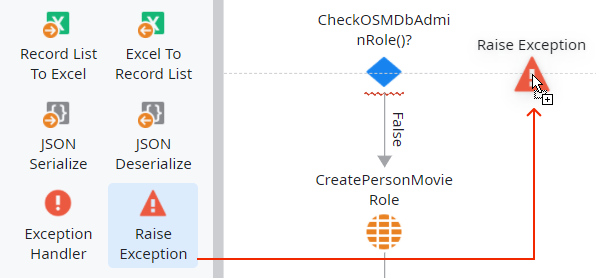 Record List
To Excel
Excel To
Record List
JSON
Serialize
JSON
Deserialize
Exception
Handler
Raise
Exception
CheckOSMDbAdmi
nRole()?
Raise Exception
False
CreatePersonMovie
Role